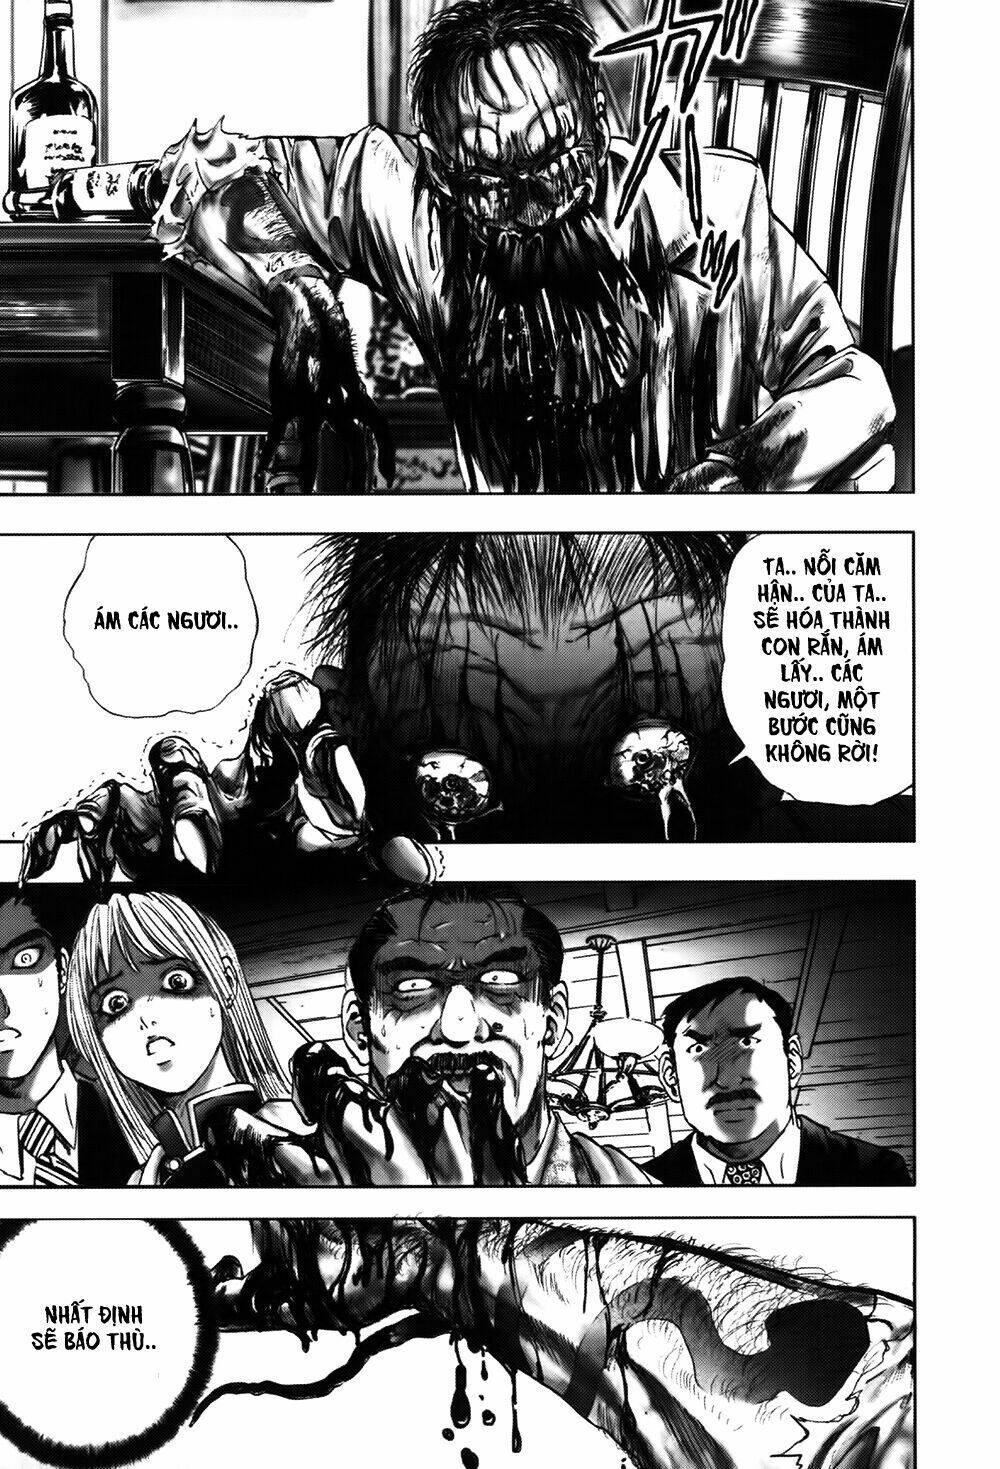 TA.. NỖI CĂM
HẬN.. CỦA TA..
SẼ HÓA THÀNH
CON RẮN, ÁM
LẤY.. CÁC
NGƯƠI, MỘT
BƯỚC CŨNG
KHÔNG RỜI!
ÁM CÁC NGƯƠI..
NHẤT ĐỊNH
SẼ BÁO THÙ..